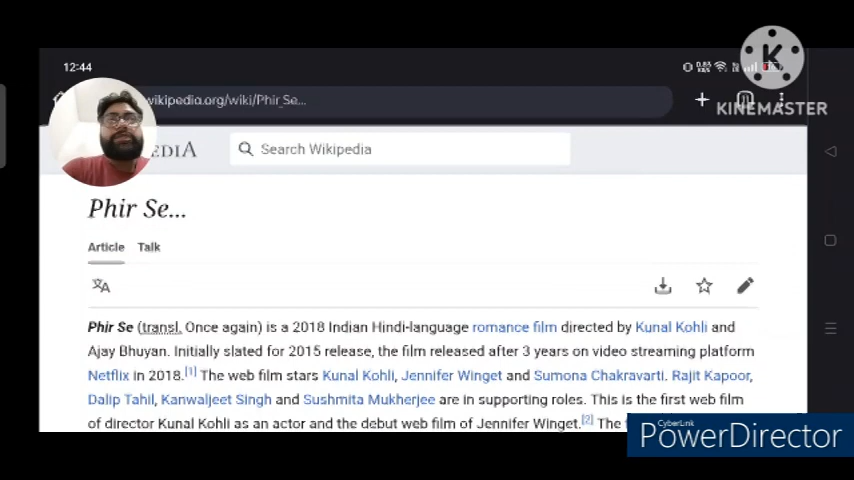 12:44
0.85
KINEMASTER
wikipedia.org/wiki/Phir_Se...
EDIA
Search Wikipedia
Phir Se...
Article Talk
Phir Se (transl. Once again) is a 2018 Indian Hindi-language romance film directed by Kunal Kohli and
Ajay Bhuyan. Initially slated for 2015 release, the film released after 3 years on video streaming platform
Netflix in 2018.[1] The web film stars Kunal Kohli, Jennifer Winget and Sumona Chakravarti. Rajit Kapoor,
Dalip Tahil, Kanwaljeet Singh and Sushmita Mukherjee are in supporting roles. This is the first web film
of director Kunal Kohli as an actor and the debut web film of Jennifer Winget.[2] The
CyberLink
PowerDirector